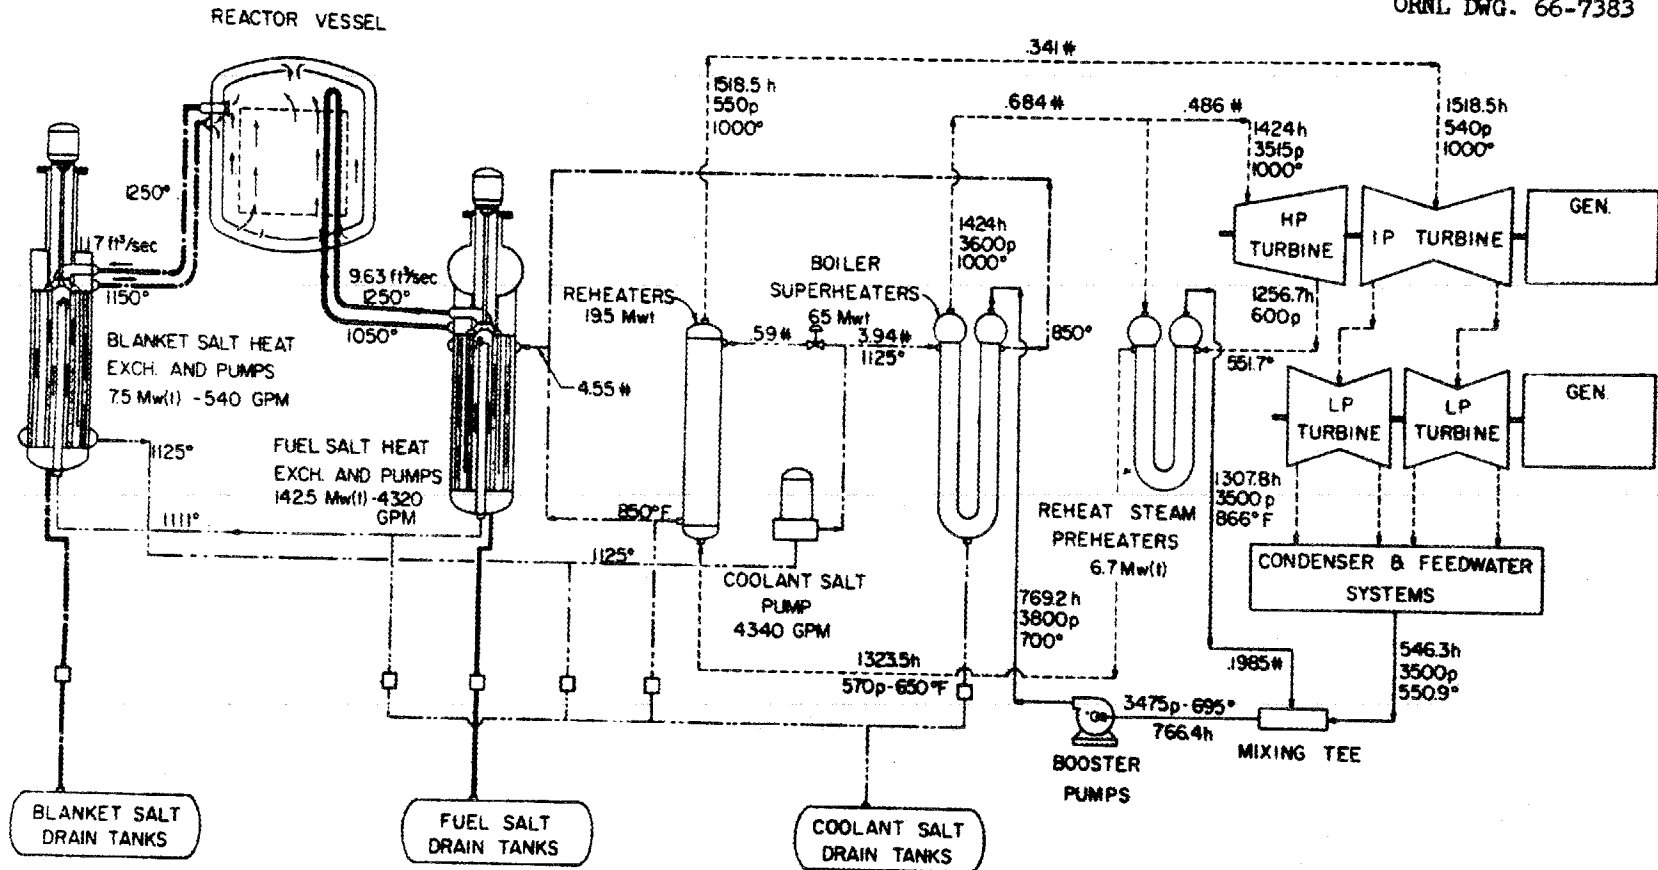 ORNL DWG. 66-7383
REACTOR VESSEL
.341#
1518.5 h
550p
1000°
.684#
.486#
1518.5h
540p
1000°
1424h
3515p
1000°
1250°
7 ft³/sec
1150°
9.63 ft³/sec
1250°
1050°
1424h
3600p
1000°
BOILER
SUPERHEATERS
65 Mwt
REHEATERS
19.5 Mwt
HP
TURBINE
IP TURBINE
GEN.
1256.7h
600p
.59#
3.94#
1125°
850°
551.7°
BLANKET SALT HEAT
EXCH. AND PUMPS
7.5 Mw(t) -540 GPM
4.55#
LP
TURBINE
LP
TURBINE
GEN.
1125°
FUEL SALT HEAT
EXCH. AND PUMPS
142.5 Mw(t)-4320
GPM
1111°
850°F
1307.8h
3500 p
866°F
REHEAT STEAM
PREHEATERS
6.7 Mw(t)
1125°
COOLANT SALT
PUMP
4340 GPM
CONDENSER & FEEDWATER
SYSTEMS
769.2 h
3800p
700°
1323.5h
570p-650°F
.1985#
546.3h
3500p
550.9°
3475p-695°
766.4h
MIXING TEE
BOOSTER
PUMPS
BLANKET SALT
DRAIN TANKS
FUEL SALT
DRAIN TANKS
COOLANT SALT
DRAIN TANKS